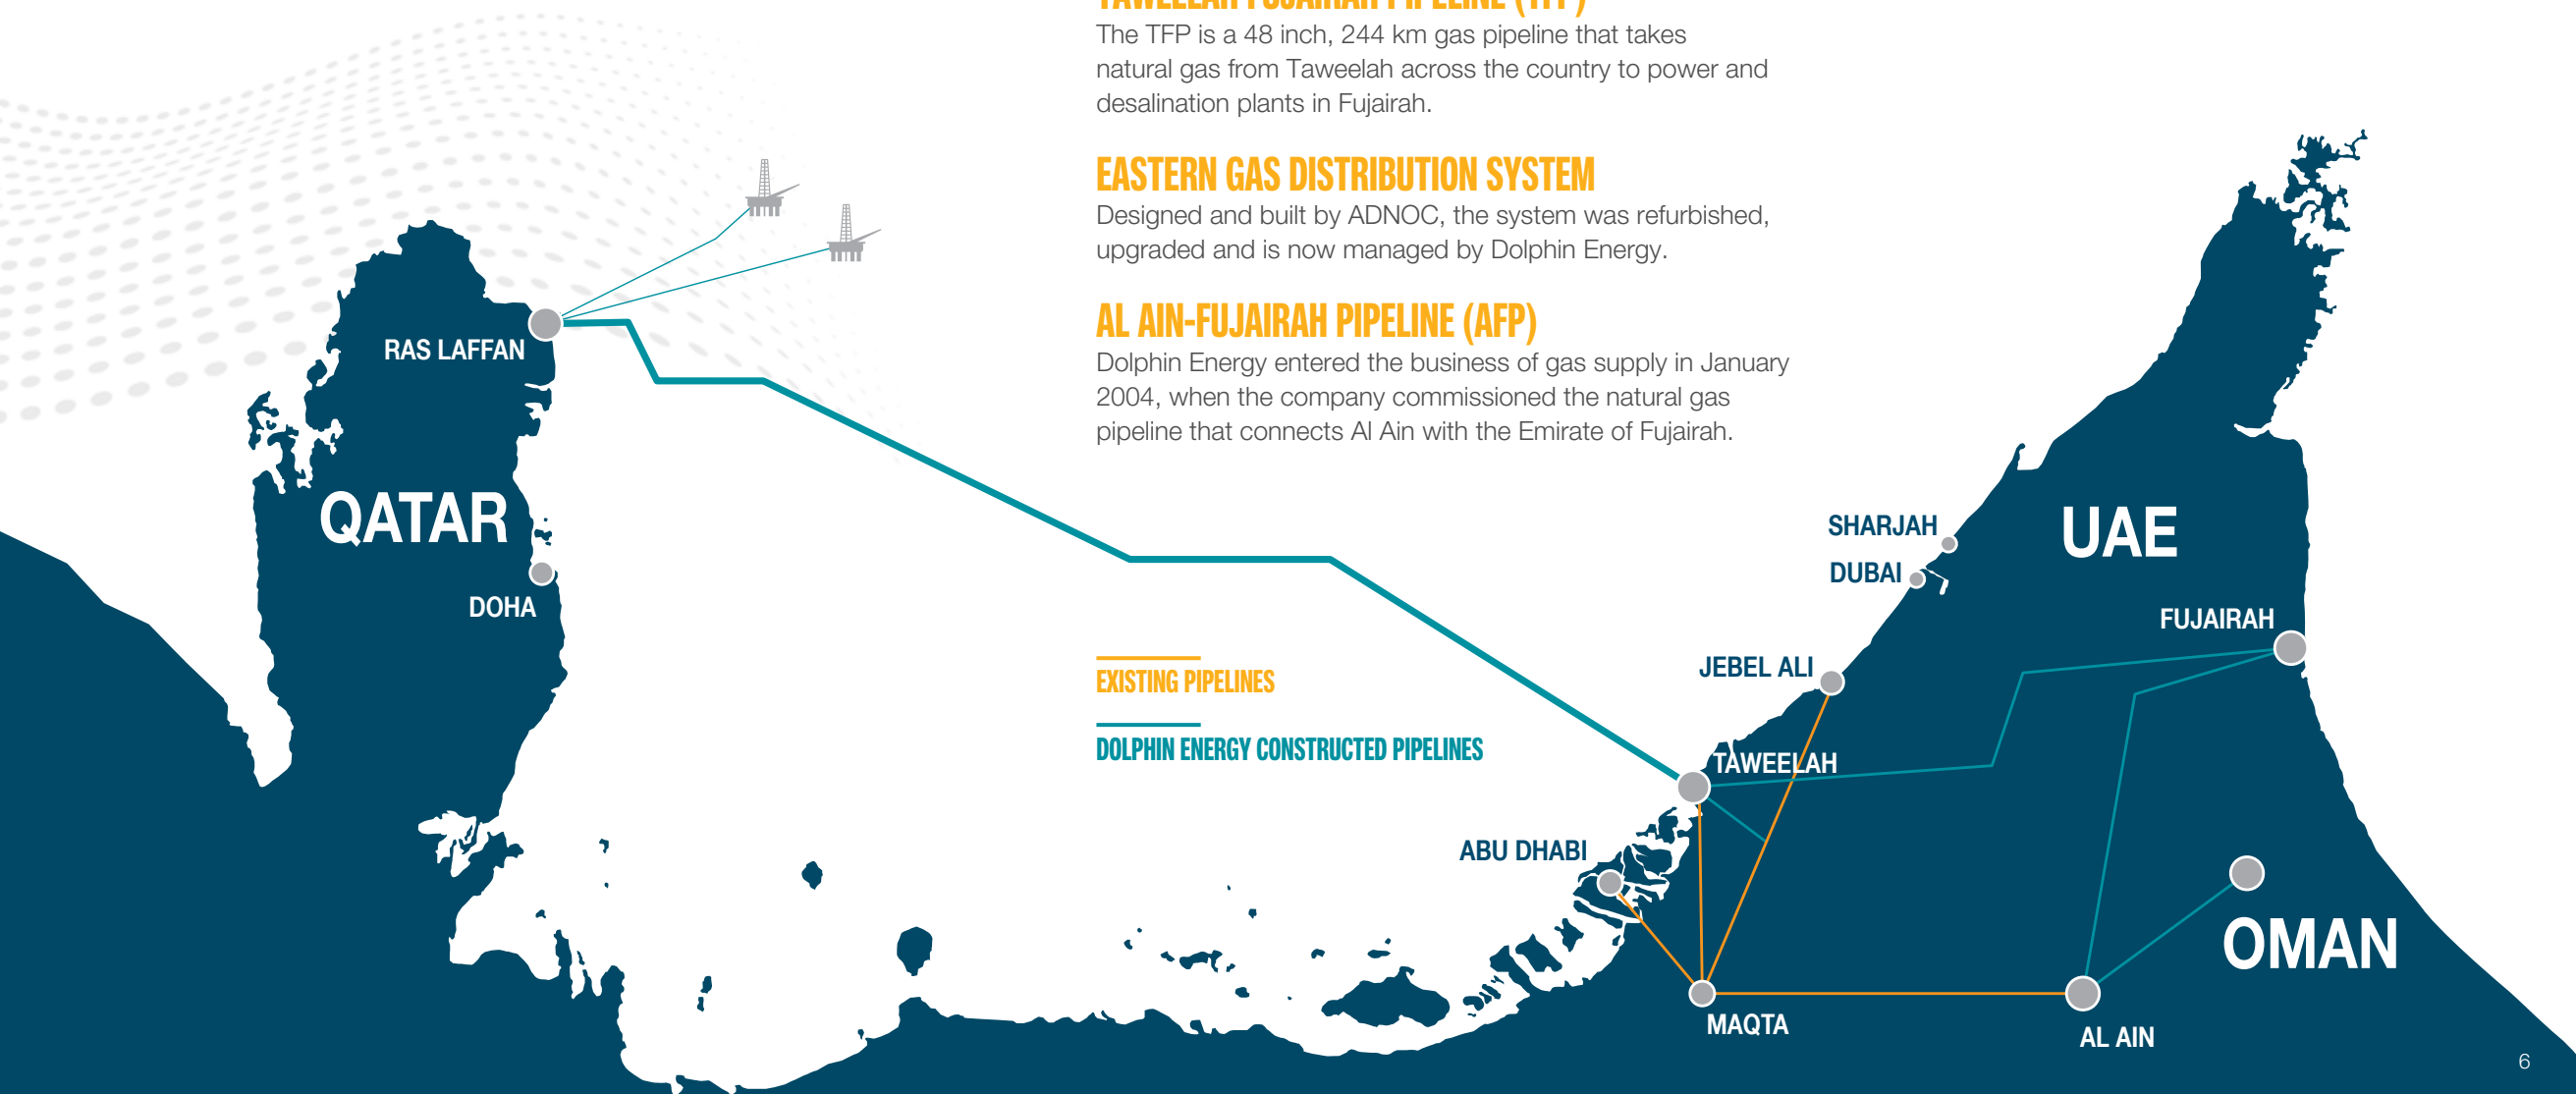 TAWEELAH FUJAIRAH PIPELINE (TFP)
The TFP is a 48 inch, 244 km gas pipeline that takes
natural gas from Taweelah across the country to power and
desalination plants in Fujairah.
EASTERN GAS DISTRIBUTION SYSTEM
Designed and built by ADNOC, the system was refurbished,
upgraded and is now managed by Dolphin Energy.
AL AIN-FUJAIRAH PIPELINE (AFP)
Dolphin Energy entered the business of gas supply in January
2004, when the company commissioned the natural gas
pipeline that connects Al Ain with the Emirate of Fujairah.
RAS LAFFAN
QATAR
DOHA
EXISTING PIPELINES
DOLPHIN ENERGY CONSTRUCTED PIPELINES
SHARJAH
DUBAI
UAE
FUJAIRAH
JEBEL ALI
TAWEELAH
ABU DHABI
OMAN
MAQTA
AL AIN
6